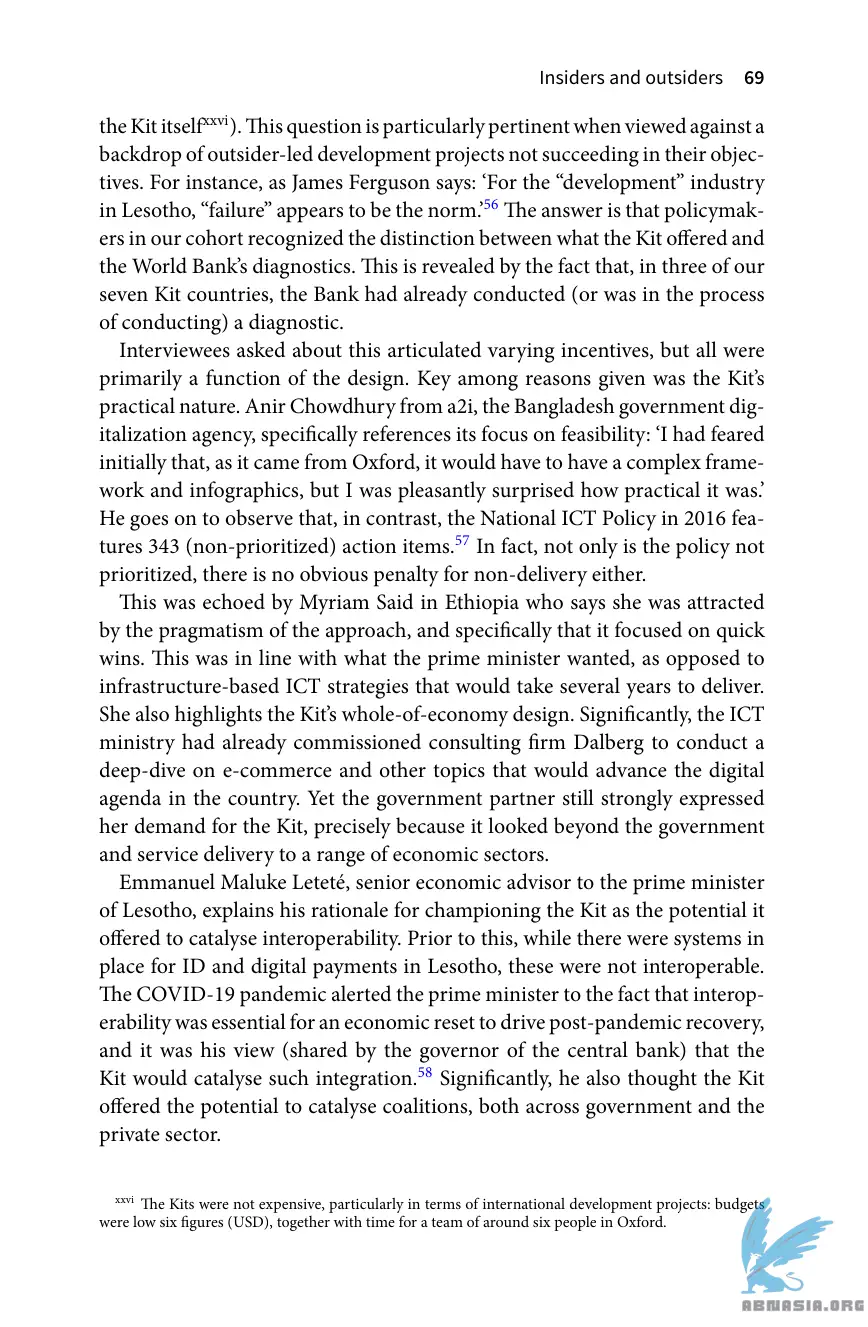 Insiders and outsiders 69
the Kit itselfxxvi). This question is particularly pertinent when viewed against a
backdrop of outsider-led development projects not succeeding in their objec-
tives. For instance, as James Ferguson says: ‘For the “development” industry
in Lesotho, “failure” appears to be the norm.’56 The answer is that policymak-
ers in our cohort recognized the distinction between what the Kit offered and
the World Bank’s diagnostics. This is revealed by the fact that, in three of our
seven Kit countries, the Bank had already conducted (or was in the process
of conducting) a diagnostic.
Interviewees asked about this articulated varying incentives, but all were
primarily a function of the design. Key among reasons given was the Kit’s
practical nature. Anir Chowdhury from a2i, the Bangladesh government dig-
italization agency, specifically references its focus on feasibility: ‘I had feared
initially that, as it came from Oxford, it would have to have a complex frame-
work and infographics, but I was pleasantly surprised how practical it was.’
He goes on to observe that, in contrast, the National ICT Policy in 2016 fea-
tures 343 (non-prioritized) action items.57 In fact, not only is the policy not
prioritized, there is no obvious penalty for non-delivery either.
This was echoed by Myriam Said in Ethiopia who says she was attracted
by the pragmatism of the approach, and specifically that it focused on quick
wins. This was in line with what the prime minister wanted, as opposed to
infrastructure-based ICT strategies that would take several years to deliver.
She also highlights the Kit’s whole-of-economy design. Significantly, the ICT
ministry had already commissioned consulting firm Dalberg to conduct a
deep-dive on e-commerce and other topics that would advance the digital
agenda in the country. Yet the government partner still strongly expressed
her demand for the Kit, precisely because it looked beyond the government
and service delivery to a range of economic sectors.
Emmanuel Maluke Leteté, senior economic advisor to the prime minister
of Lesotho, explains his rationale for championing the Kit as the potential it
offered to catalyse interoperability. Prior to this, while there were systems in
place for ID and digital payments in Lesotho, these were not interoperable.
The COVID-19 pandemic alerted the prime minister to the fact that interop-
erability was essential for an economic reset to drive post-pandemic recovery,
and it was his view (shared by the governor of the central bank) that the
Kit would catalyse such integration.58 Significantly, he also thought the Kit
offered the potential to catalyse coalitions, both across government and the
private sector.
xxvi The Kits were not expensive, particularly in terms of international development projects: budgets
were low six figures (USD), together with time for a team of around six people in Oxford.
ABNASIA.ORG